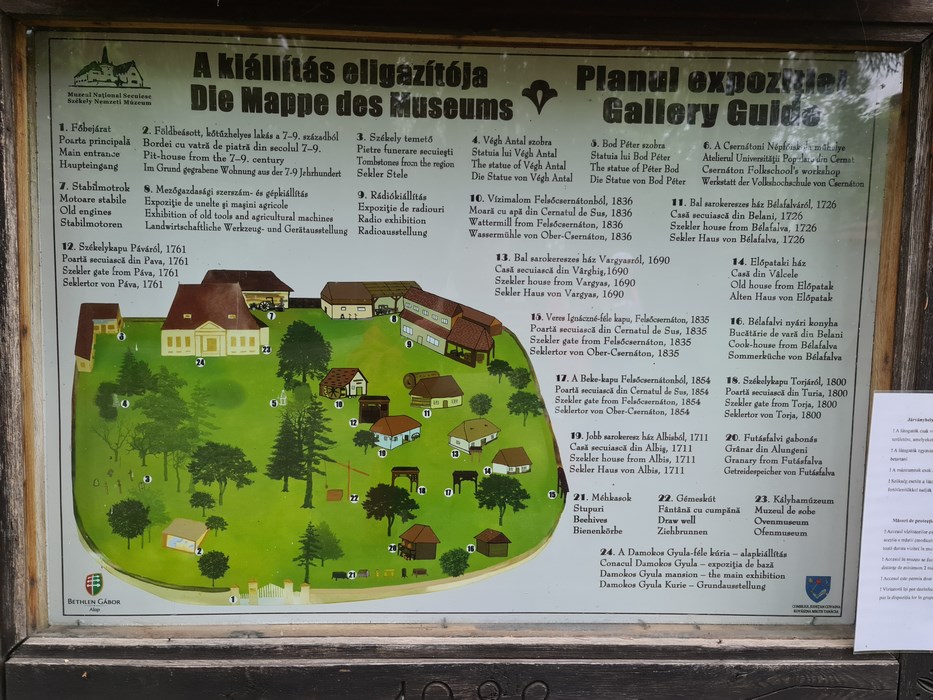 Muzeul Național Secuiesc
Székely Nemzeti Múzeum
A kiállítás eligazítója
Die Mappe des Museums
Planul expoziției
Gallery Guide
1. Főbejárat
Poarta principală
Main entrance
Haupteingang
2. Földbeásott, kőtűzhelyes lakás a 7-9. századból
Bordei cu vatră de piatră din secolul 7-9.
Pit-house from the 7-9. century
Im Grund gegrabene Wohnung aus der 7-9 Jehrhundert
3. Székely temető
Pietre funerare secuiești
Tombstones from the region
Sekler Stele
4. Végh Antal szobra
Statuia lui Végh Antal
The statue of Végh Antal
Die Statue von Végh Antal
5. Bod Péter szobra
Statuia lui Bod Péter
The statue of Péter Bod
Die Statue von Bod Péter
6. A Csernátoni Népfőiskola műhelye
Atelierul Universității Populare din Cernat
Csernáton Folkschool's workshop
Werkstatt der Volkshochschule von Csernáton
7. Stabilmotrok
Motoare stabile
Old engines
Stabilmotoren
8. Mezőgazdasági szerszám- és gépkiállítás
Expoziție de unelte și mașini agricole
Exhibition of old tools and agricultural machines
Landwirtschaftliche Werkzeug- und Gerätausstellung
9. Rádiókiállítás
Expoziție de radiouri
Radio exhibition
Radioausstellung
10. Vízimalom Felsőcsernátonból, 1836
Moară cu apă din Cernatul de Sus, 1836
Wattermill from Felsőcsernáton, 1836
Wassermühle von Ober-Csernáton, 1836
11. Bal sarokereszes ház Bélafalváról, 1726
Casă secuiască din Belani, 1726
Szekler house from Bélafalva, 1726
Sekler Haus von Bélafalva, 1726
12. Székelykapu Páváról, 1761
Poartă secuiască din Pava, 1761
Szekler gate from Páva, 1761
Seklertor von Páva, 1761
13. Bal sarokereszes ház Vargyasról, 1690
Casă secuiască din Vârghiș, 1690
Szekler house from Vargyas, 1690
Sekler Haus von Vargyas, 1690
14. Előpataki ház
Casă din Vâlcele
Old house from Előpatak
Alten Haus von Előpatak
15. Veres Ignáczné-féle kapu, Felsőcsernáton, 1835
Poartă secuiască din Cernatul de Sus, 1835
Szekler gate from Felsőcsernáton, 1835
Seklertor von Ober-Csernáton, 1835
16. Bélafalvi nyári konyha
Bucătărie de vară din Belani
Cook-house from Bélafalva
Sommerküche von Bélafalva
17. A Beke-kapu Felsőcsernátonból, 1854
Poartă secuiască din Cernatul de Sus, 1854
Szekler gate from Felsőcsernáton, 1854
Seklertor von Ober-Csernáton, 1854
18. Székelykapu Torjáról, 1800
Poartă secuiască din Turia, 1800
Szekler gate from Torja, 1800
Seklertor von Torja, 1800
19. Jobb sarokeresz ház Albisból, 1711
Casă secuiască din Albiș, 1711
Szekler house from Albis, 1711
Sekler Haus von Albis, 1711
20. Futásfalvi gabonás
Grânar din Alungeni
Granary from Futásfalva
Getreidespeicher von Futásfalva
21. Méhkasok
Stupuri
Beehives
Bienenkörbe
22. Gémeskút
Fântână cu cumpănă
Draw well
Ziehbrunnen
23. Kályhamúzeum
Muzeul de sobe
Ovenmuseum
Ofenmuseum
24. A Damokos Gyula-féle kúria – alapkiállítás
Conacul Damokos Gyula – expoziția de bază
Damokos Gyula mansion – the main exhibition
Damokos Gyula Kurie – Grundausstellung
BETHLEN GÁBOR
Alap